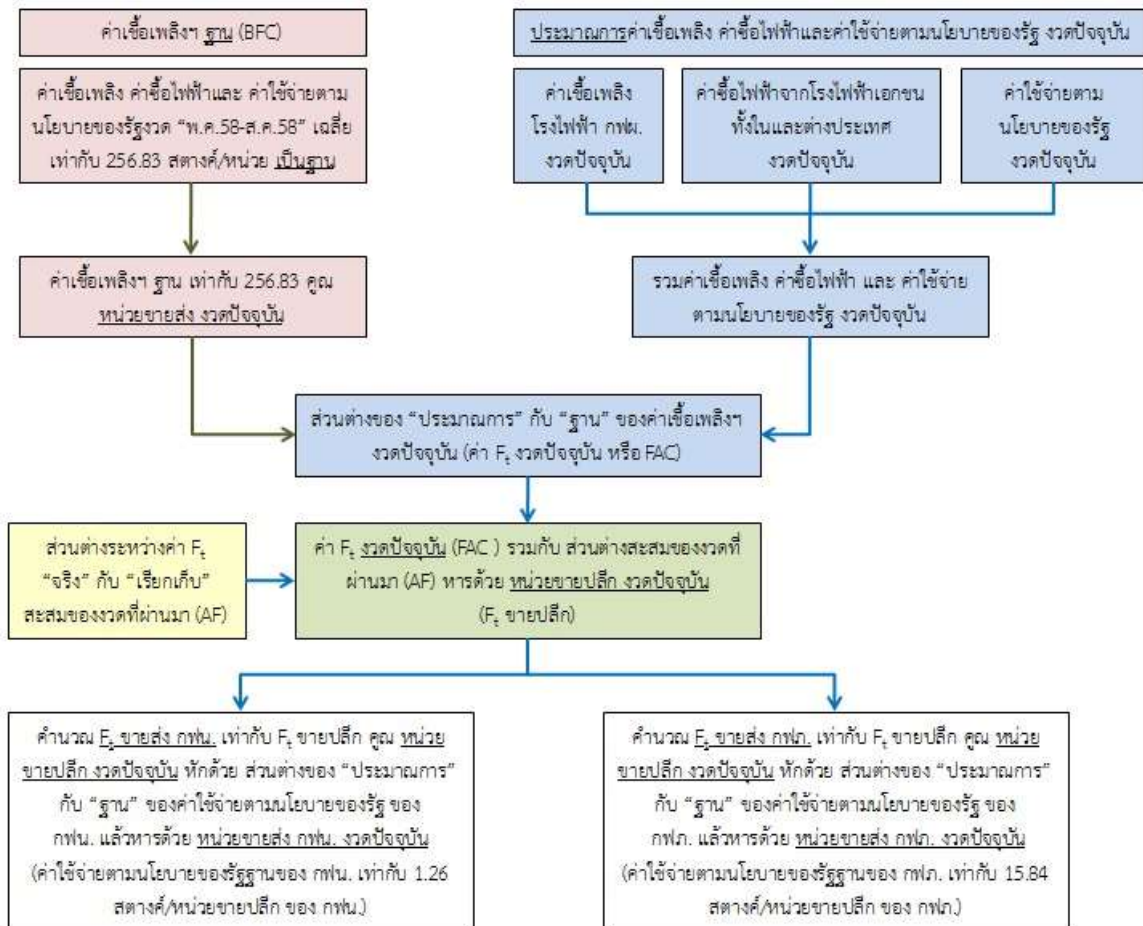 ค่าเชื้อเพลิงฯ ฐาน (BFC)
ค่าเชื้อเพลิง ค่าซื้อไฟฟ้าและ ค่าใช้จ่ายตาม
นโยบายของรัฐงวด “พ.ค.58-ส.ค.58” เฉลี่ย
เท่ากับ 256.83 สตางค์/หน่วย เป็นฐาน
ค่าเชื้อเพลิงฯ ฐาน เท่ากับ 256.83 คูณ
หน่วยขายส่ง งวดปัจจุบัน
ประมาณการค่าเชื้อเพลิง ค่าซื้อไฟฟ้าและค่าใช้จ่ายตามนโยบายของรัฐ งวดปัจจุบัน
ค่าเชื้อเพลิง
โรงไฟฟ้า กฟผ.
งวดปัจจุบัน
ค่าซื้อไฟฟ้าจากโรงไฟฟ้าเอกชน
ทั้งในและต่างประเทศ
งวดปัจจุบัน
ค่าใช้จ่ายตาม
นโยบายของรัฐ
งวดปัจจุบัน
รวมค่าเชื้อเพลิง ค่าซื้อไฟฟ้า และ ค่าใช้จ่าย
ตามนโยบายของรัฐ งวดปัจจุบัน
ส่วนต่างของ “ประมาณการ” กับ “ฐาน” ของค่าเชื้อเพลิงฯ
งวดปัจจุบัน (ค่า Fₜ งวดปัจจุบัน หรือ FAC)
ส่วนต่างระหว่างค่า Fₜ
“จริง” กับ “เรียกเก็บ”
สะสมของงวดที่ผ่านมา (AF)
ค่า Fₜ งวดปัจจุบัน (FAC ) รวมกับ ส่วนต่างสะสมของงวดที่
ผ่านมา (AF) หารด้วย หน่วยขายปลีก งวดปัจจุบัน
(Fₜ ขายปลีก)
คำนวณ Fₜ ขายส่ง กฟน. เท่ากับ Fₜ ขายปลีก คูณ หน่วย
ขายปลีก งวดปัจจุบัน หักด้วย ส่วนต่างของ “ประมาณการ”
กับ “ฐาน” ของค่าใช้จ่ายตามนโยบายของรัฐ ของ
กฟน. แล้วหารด้วย หน่วยขายส่ง กฟน. งวดปัจจุบัน
(ค่าใช้จ่ายตามนโยบายของรัฐฐานของ กฟน. เท่ากับ 1.26
สตางค์/หน่วยขายปลีก ของ กฟน.)
คำนวณ Fₜ ขายส่ง กฟภ. เท่ากับ Fₜ ขายปลีก คูณ หน่วย
ขายปลีก งวดปัจจุบัน หักด้วย ส่วนต่างของ “ประมาณการ”
กับ “ฐาน” ของค่าใช้จ่ายตามนโยบายของรัฐ ของ
กฟภ. แล้วหารด้วย หน่วยขายส่ง กฟภ. งวดปัจจุบัน
(ค่าใช้จ่ายตามนโยบายของรัฐฐานของ กฟภ. เท่ากับ 15.84
สตางค์/หน่วยขายปลีก ของ กฟภ.)